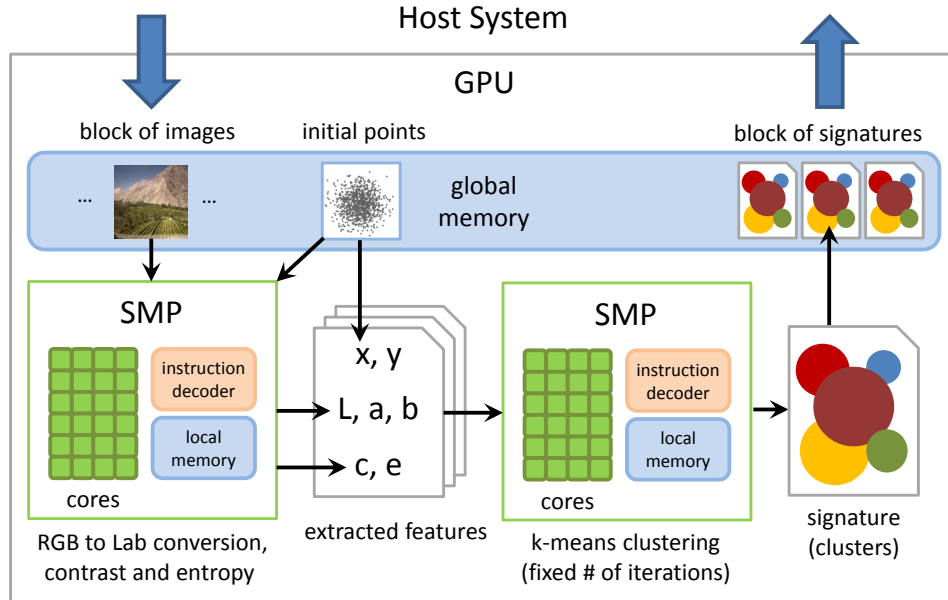 Host System
GPU
block of images
initial points
block of signatures
...
...
global
memory
SMP
instruction
decoder
local
memory
cores
RGB to Lab conversion,
contrast and entropy
x, y
L, a, b
c, e
extracted features
SMP
instruction
decoder
local
memory
cores
k-means clustering
(fixed # of iterations)
signature
(clusters)